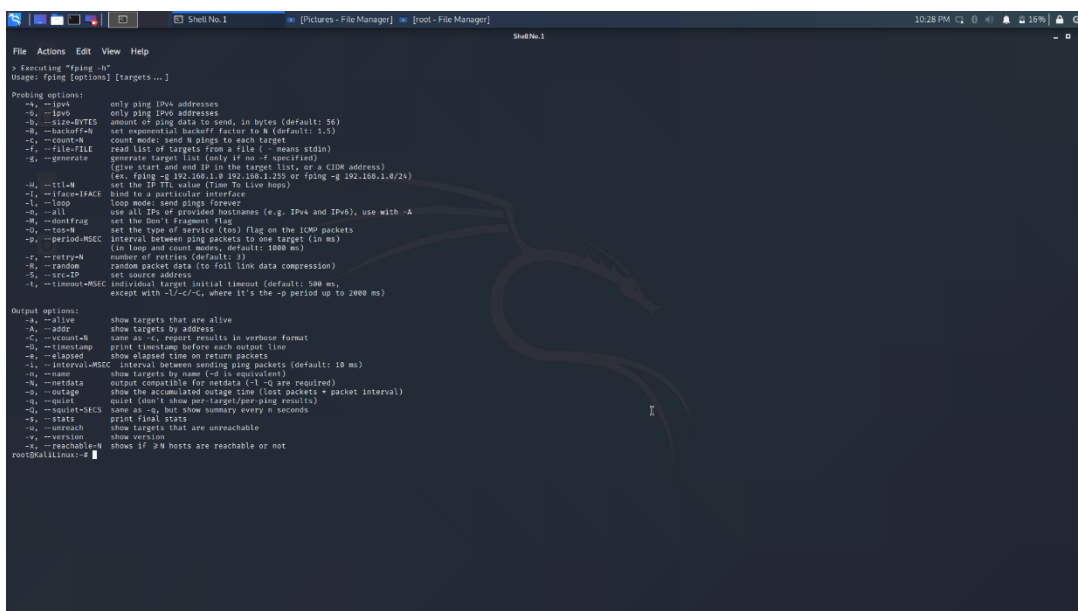 Shell No. 1
[Pictures - File Manager]
[root - File Manager]
10:28 PM
16%
Shell No. 1
File Actions Edit View Help
> Executing "fping -h"
Usage: fping [options] [targets...]
Probing options:
-4, --ipv4 only ping IPv4 addresses
-6, --ipv6 only ping IPv6 addresses
-b, --size=BYTES amount of ping data to send, in bytes (default: 56)
-B, --backoff=N set exponential backoff factor to N (default: 1.5)
-c, --count=N count mode: send N pings to each target
-f, --file=FILE read list of targets from a file ( - means stdin)
-g, --generate generate target list (only if no -f specified)
(give start and end IP in the target list, or a CIDR address)
(ex. fping -g 192.168.1.0 192.168.1.255 or fping -g 192.168.1.0/24)
-H, --ttl=N set the IP TTL value (Time To Live hops)
-I, --iface=IFACE bind to a particular interface
-l, --loop loop mode: send pings forever
-m, --all use all IPs of provided hostnames (e.g. IPv4 and IPv6), use with -A
-M, --dontfrag set the Don't Fragment flag
-O, --tos=N set the type of service (tos) flag on the ICMP packets
-p, --period=MSEC interval between ping packets to one target (in ms)
(in loop and count modes, default: 1000 ms)
-r, --retry=N number of retries (default: 3)
-R, --random random packet data (to foil link data compression)
-S, --src=IP set source address
-t, --timeout=MSEC individual target initial timeout (default: 500 ms,
except with -l/-c/-C, where it's the -p period up to 2000 ms)
Output options:
-a, --alive show targets that are alive
-A, --addr show targets by address
-C, --vcount=N same as -c, report results in verbose format
-D, --timestamp print timestamp before each output line
-e, --elapsed show elapsed time on return packets
-i, --interval=MSEC interval between sending ping packets (default: 10 ms)
-n, --name show targets by name (-d is equivalent)
-N, --netdata output compatible for netdata (-l -Q are required)
-o, --outage show the accumulated outage time (lost packets * packet interval)
-q, --quiet quiet (don't show per-target/per-ping results)
-Q, --squiet=SECS same as -q, but show summary every n seconds
-s, --stats print final stats
-u, --unreach show targets that are unreachable
-v, --version show version
-x, --reachable=N shows if ≥N hosts are reachable or not
root@KaliLinux:~#